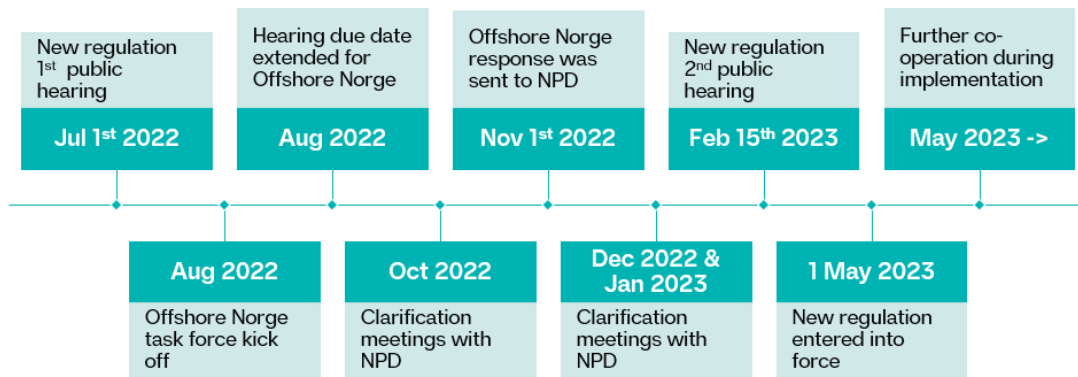 New regulation
1st public
hearing
Jul 1st 2022
Hearing due date
extended for
Offshore Norge
Aug 2022
Offshore Norge
response was
sent to NPD
Nov 1st 2022
New regulation
2nd public
hearing
Feb 15th 2023
Further co-
operation during
implementation
May 2023 ->
Aug 2022
Offshore Norge
task force kick
off
Oct 2022
Clarification
meetings with
NPD
Dec 2022 &
Jan 2023
Clarification
meetings with
NPD
1 May 2023
New regulation
entered into
force